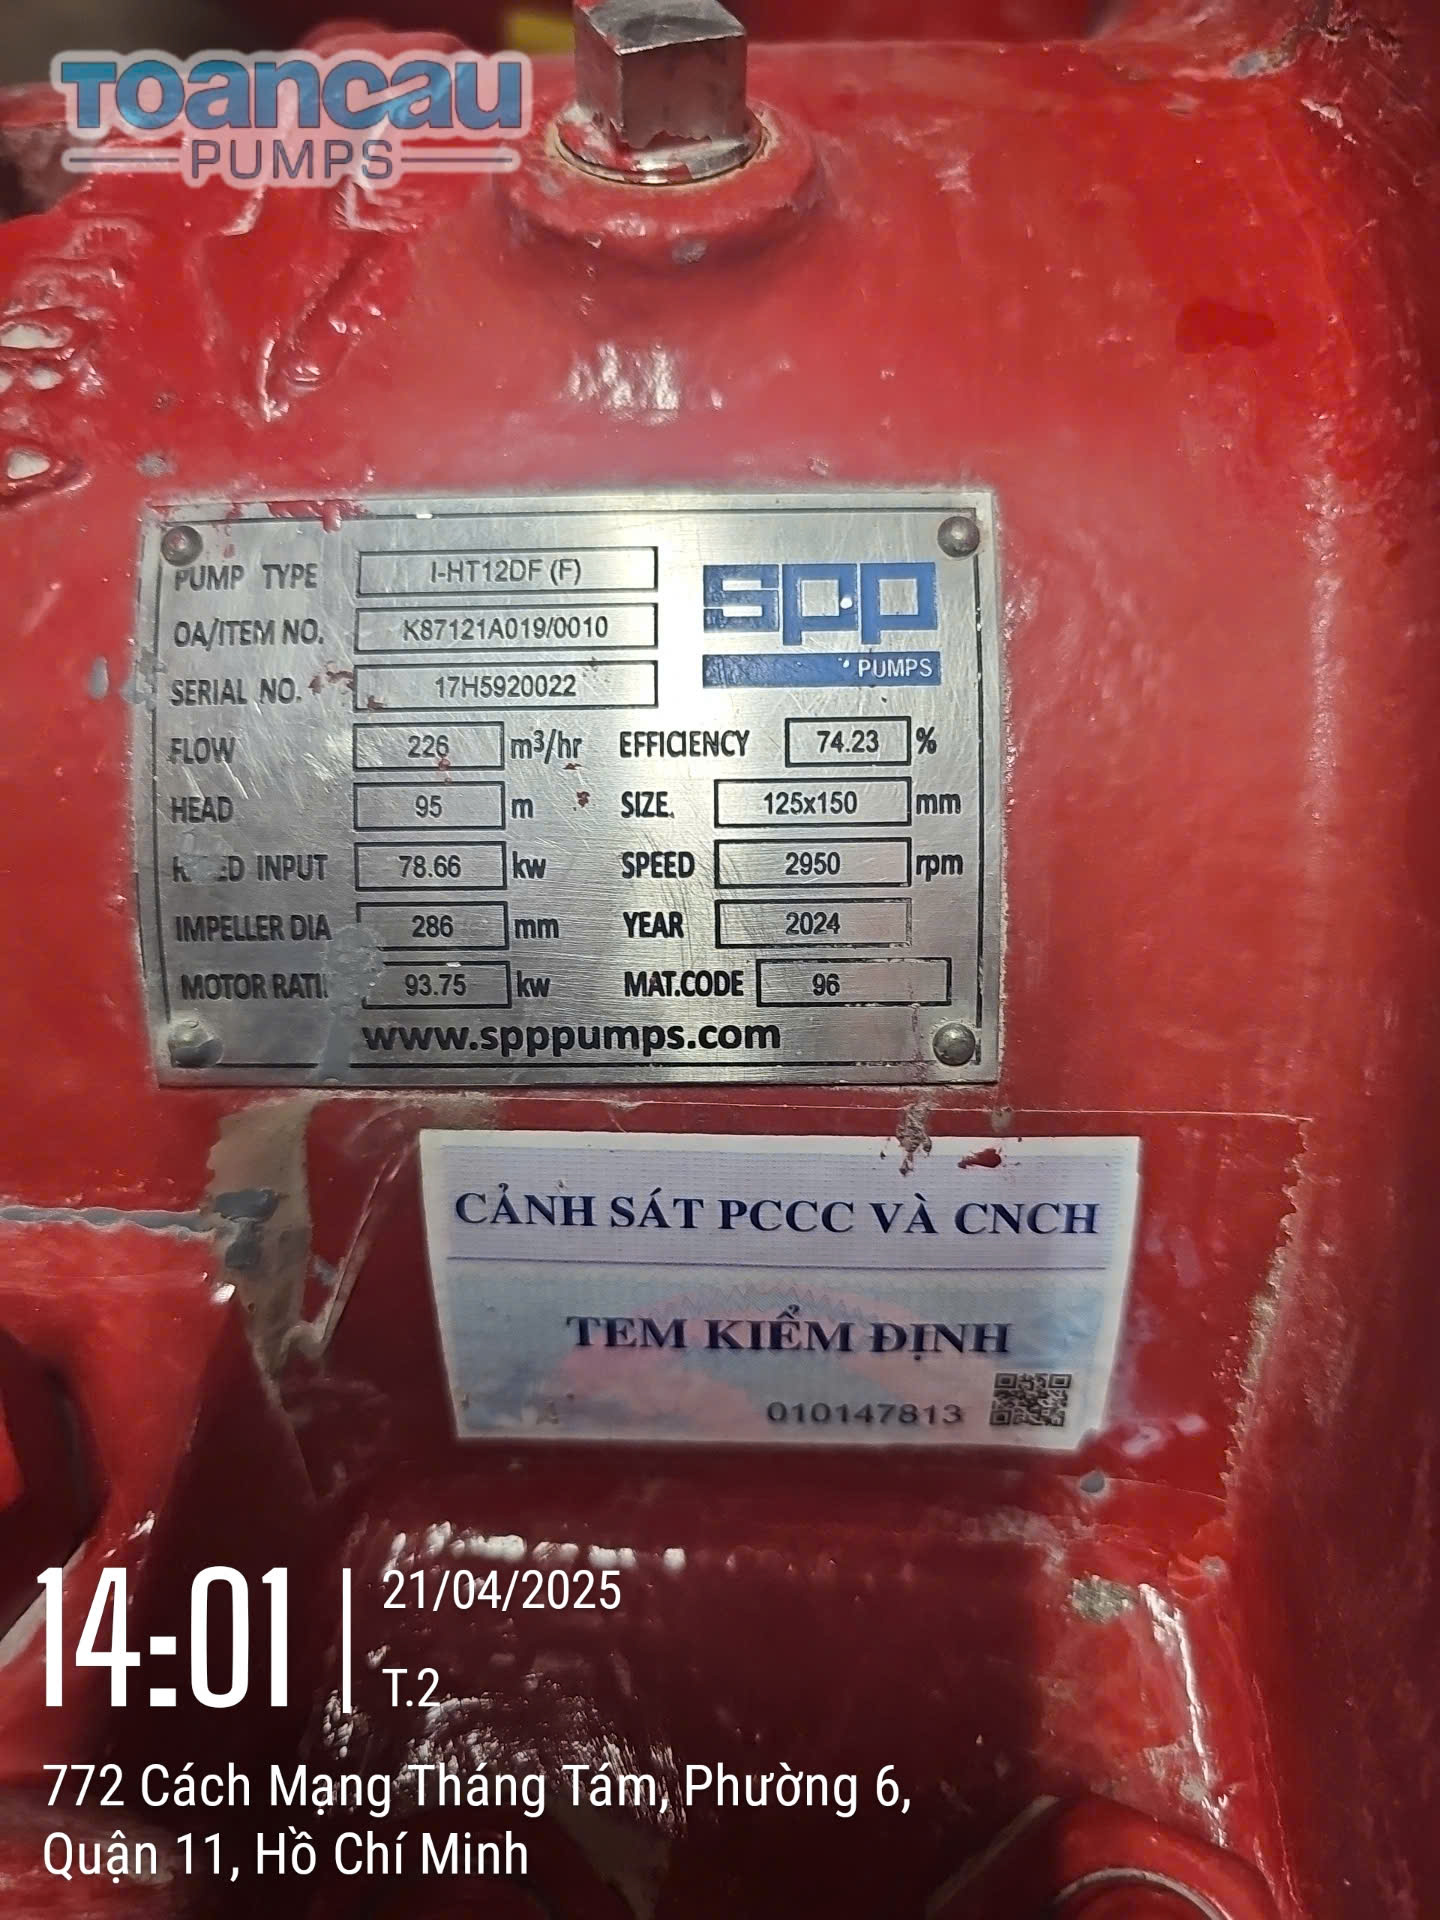 Toancau
PUMPS
PUMP TYPE I-HT12DF (F)
OA/ITEM NO. K87121A019/0010
SERIAL NO. 17H5920022
spp
PUMPS
FLOW 226 m³/hr EFFICIENCY 74.23 %
HEAD 95 m SIZE. 125x150 mm
INPUT 78.66 kw SPEED 2950 rpm
IMPELLER DIA 286 mm YEAR 2024
MOTOR 93.75 kw MAT.CODE 96
www.spppumps.com
CẢNH SÁT PCCC VÀ CNCH
TEM KIỂM ĐỊNH
010147813
14:01
21/04/2025
T.2
772 Cách Mạng Tháng Tám, Phường 6,
Quận 11, Hồ Chí Minh